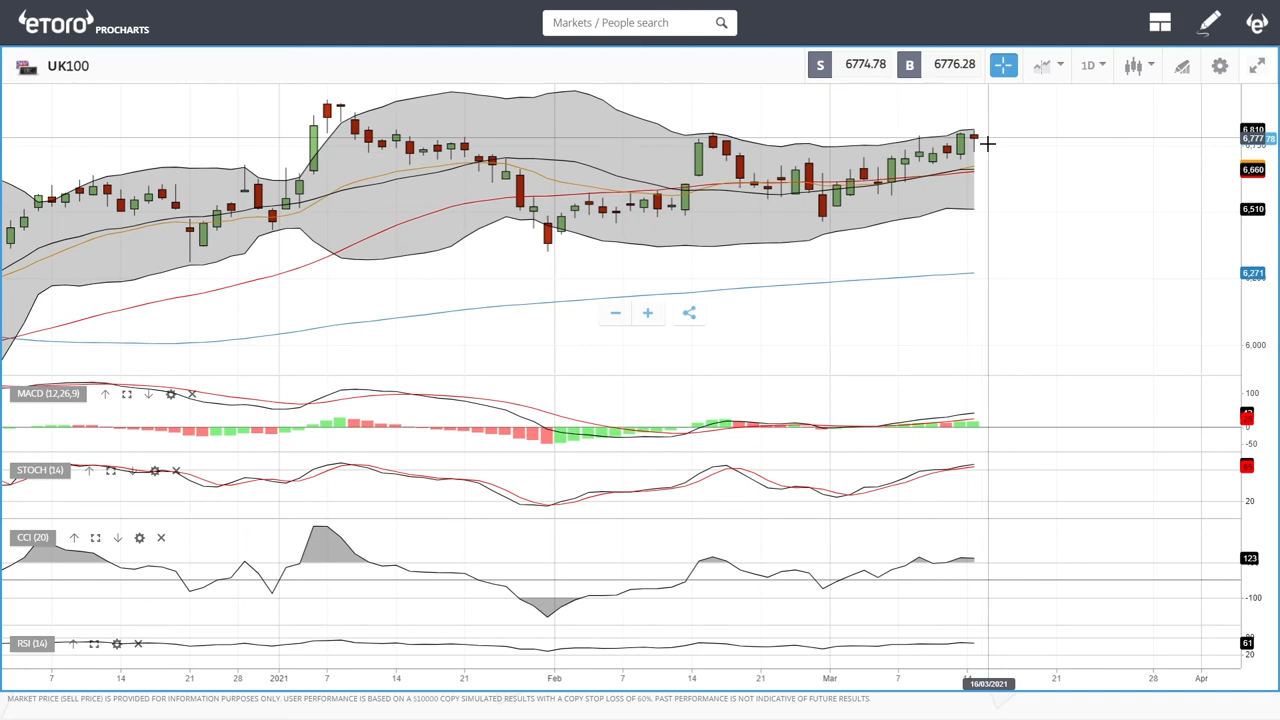 eToro PROCHARTS
Markets / People search
UK100
S 6774.78 B 6776.28
1D
6,810
6,777 78
6,660
6,510
6,271
6,000
MACD (12,26,9)
100
0
-50
STOCH (14)
20
CCI (20)
123
-100
RSI (14)
61
20
7 14 21 28 2021 7 14 21 Feb 7 14 21 Mar 7 14 21 28 Apr
16/03/2021
MARKET PRICE (SELL PRICE) IS PROVIDED FOR INFORMATION PURPOSES ONLY. USER PERFORMANCE IS BASED ON A $10000 COPY SIMULATED RESULTS WITH A COPY STOP LOSS OF 60%. PAST PERFORMANCE IS NOT INDICATIVE OF FUTURE RESULTS.